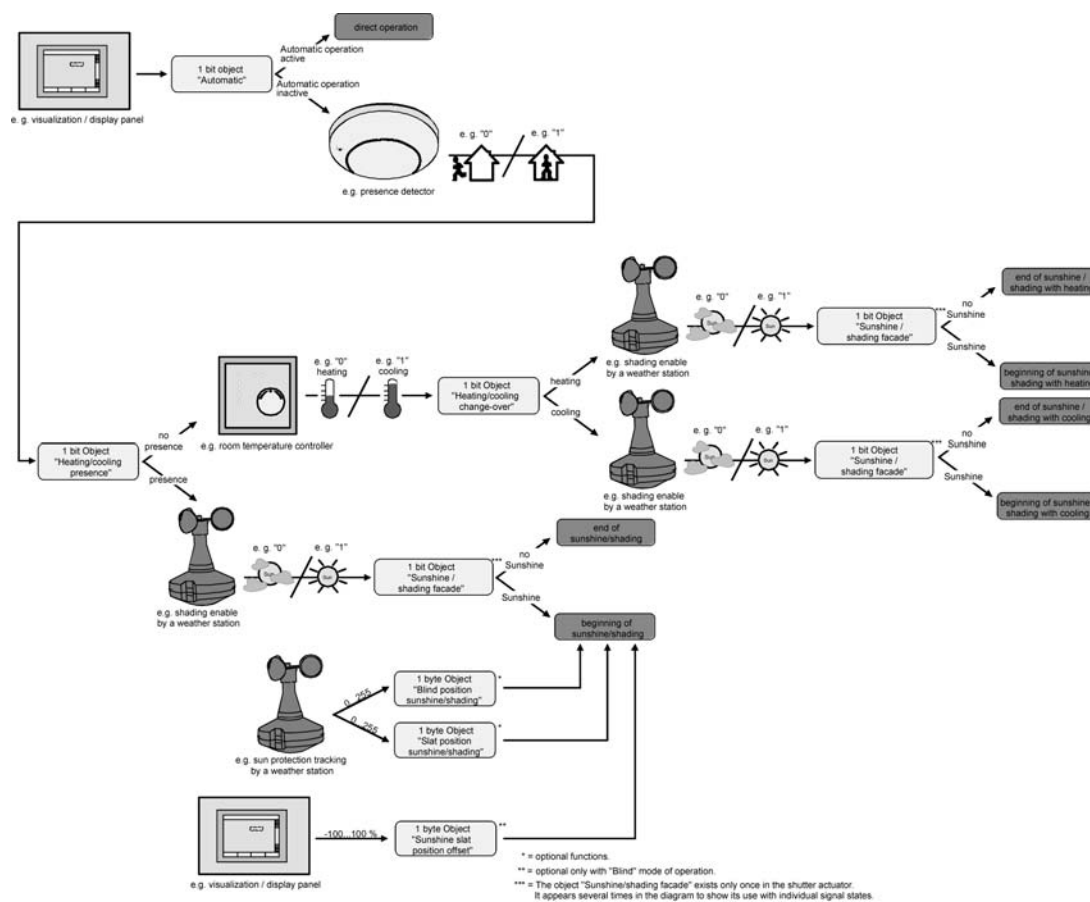 direct operation
Automatic operation
active
1 bit object
"Automatic"
Automatic operation
inactive
e. g. visualization / display panel
e. g. "0"
e. g. "1"
e.g. presence detector
e. g. "0"
e. g. "1"
Sun
Sun
1 bit Object
"Sunshine /
shading facade"
***
no
Sunshine
Sunshine
end of sunshine /
shading with heating
beginning of sunshine/
shading with heating
e.g. shading enable
by a weather station
e. g. "0"
heating
e. g. "1"
cooling
1 bit Object
"Heating/cooling
change-over"
heating
cooling
e.g. room temperature controller
e. g. "0"
e. g. "1"
Sun
Sun
1 bit Object
"Sunshine /
shading facade"
***
no
Sunshine
Sunshine
end of sunshine /
shading with cooling
beginning of sunshine/
shading with cooling
e.g. shading enable
by a weather station
1 bit Object
"Heating/cooling
presence"
no
presence
presence
e. g. "0"
e. g. "1"
Sun
Sun
1 bit Object
"Sunshine /
shading facade"
***
no
Sunshine
Sunshine
end of
sunshine/shading
beginning of
sunshine/shading
e.g. shading enable
by a weather station
0...255
1 byte Object
"Blind position
sunshine/shading"
*
0...255
1 byte Object
"Slat position
sunshine/shading"
*
e.g. sun protection tracking
by a weather station
-100...100 %
1 byte Object
"Sunshine slat
position offset"
**
e.g. visualization / display panel
* = optional functions.
** = optional only with "Blind" mode of operation.
*** = The object "Sunshine/shading facade" exists only once in the shutter actuator.
It appears several times in the diagram to show its use with individual signal states.